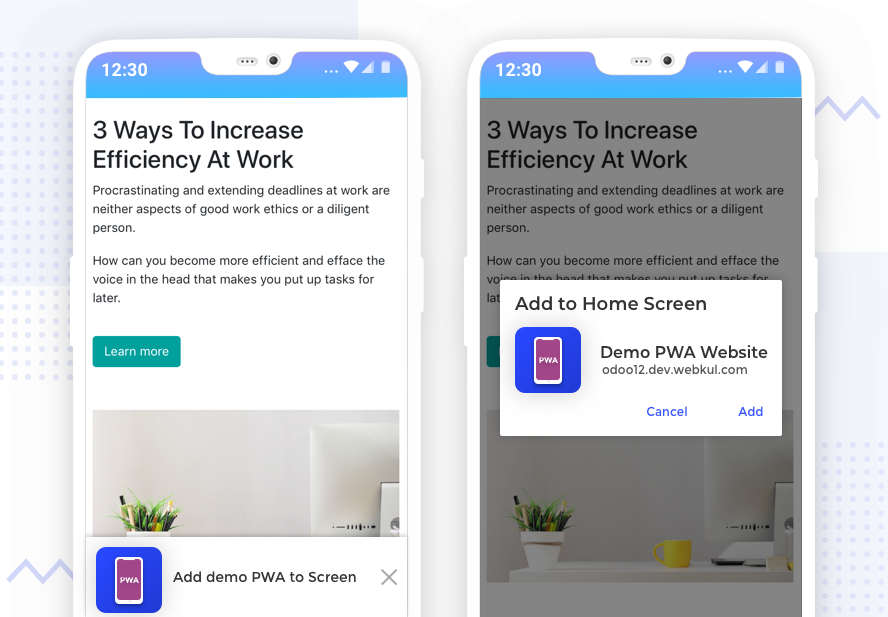 12:30
3 Ways To Increase
Efficiency At Work
Procrastinating and extending deadlines at work are
neither aspects of good work ethics or a diligent
person.
How can you become more efficient and efface the
voice in the head that makes you put up tasks for
later.
Learn more
PWA
Add demo PWA to Screen
12:30
3 Ways To Increase
Efficiency At Work
Procrastinating and extending deadlines at work are
neither aspects of good work ethics or a diligent
person.
How can you become more efficient and efface the
voice in the head that makes you put up tasks for
lat
Add to Home Screen
PWA
Demo PWA Website
odoo12.dev.webkul.com
Cancel
Add